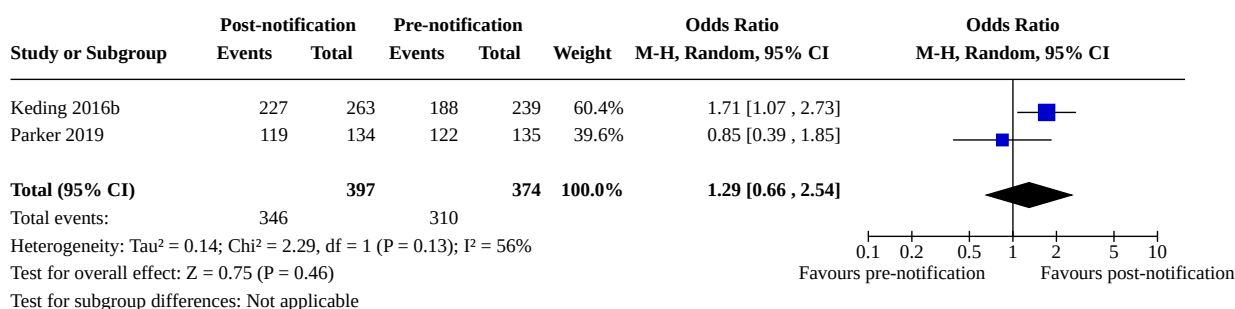 Post-notification Pre-notification Odds Ratio Odds Ratio
Study or Subgroup Events Total Events Total Weight M-H, Random, 95% CI M-H, Random, 95% CI
Keding 2016b 227 263 188 239 60.4% 1.71 [1.07 , 2.73]
Parker 2019 119 134 122 135 39.6% 0.85 [0.39 , 1.85]
Total (95% CI) 397 374 100.0% 1.29 [0.66 , 2.54]
Total events: 346 310
Heterogeneity: Tau² = 0.14; Chi² = 2.29, df = 1 (P = 0.13); I² = 56%
0.1 0.2 0.5 1 2 5 10
Test for overall effect: Z = 0.75 (P = 0.46) Favours pre-notification Favours post-notification
Test for subgroup differences: Not applicable